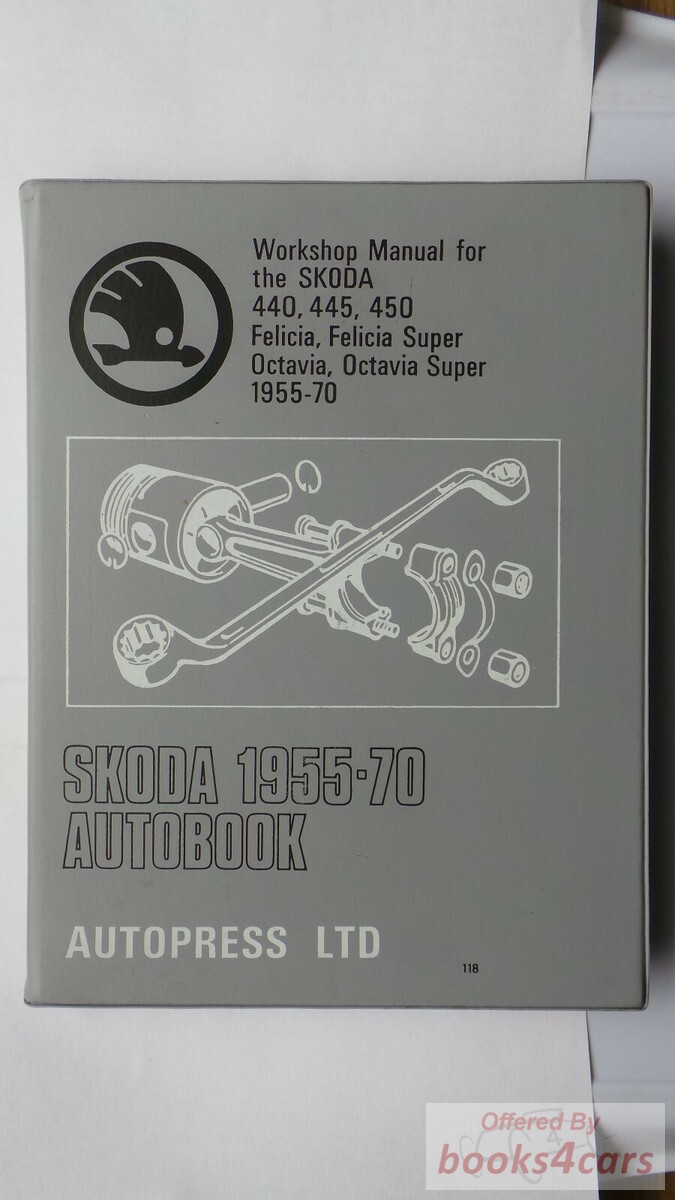 Workshop Manual for
the SKODA
440, 445, 450
Felicia, Felicia Super
Octavia, Octavia Super
1955-70
SKODA 1955-70
AUTOBOOK
AUTOPRESS LTD
118
Offered By
books4cars